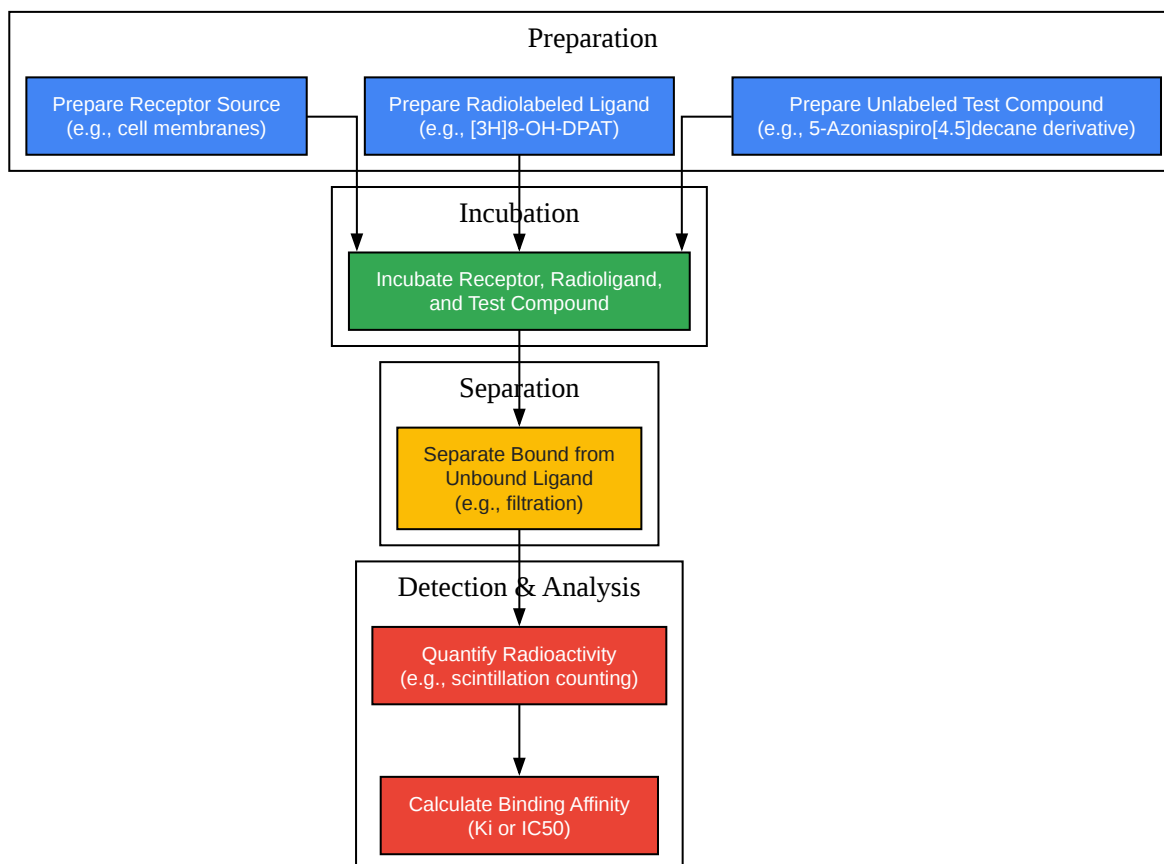 Preparation
Prepare Receptor Source
(e.g., cell membranes)
Prepare Radiolabeled Ligand
(e.g., [3H]8-OH-DPAT)
Prepare Unlabeled Test Compound
(e.g., 5-Azoniaspiro[4.5]decane derivative)
Incubation
Incubate Receptor, Radioligand,
and Test Compound
Separation
Separate Bound from
Unbound Ligand
(e.g., filtration)
Detection & Analysis
Quantify Radioactivity
(e.g., scintillation counting)
Calculate Binding Affinity
(Ki or IC50)